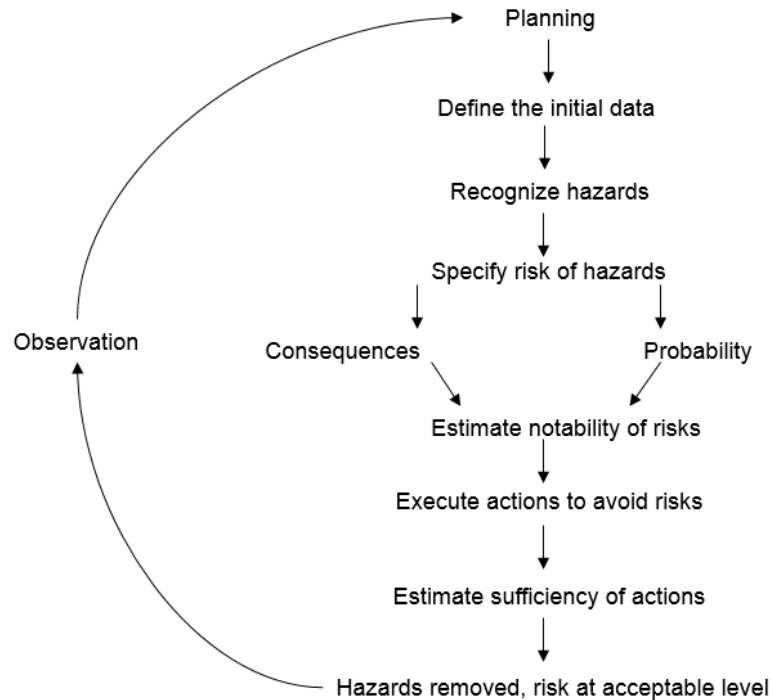 Planning
Define the initial data
Recognize hazards
Specify risk of hazards
Observation
Consequences
Probability
Estimate notability of risks
Execute actions to avoid risks
Estimate sufficiency of actions
Hazards removed, risk at acceptable level